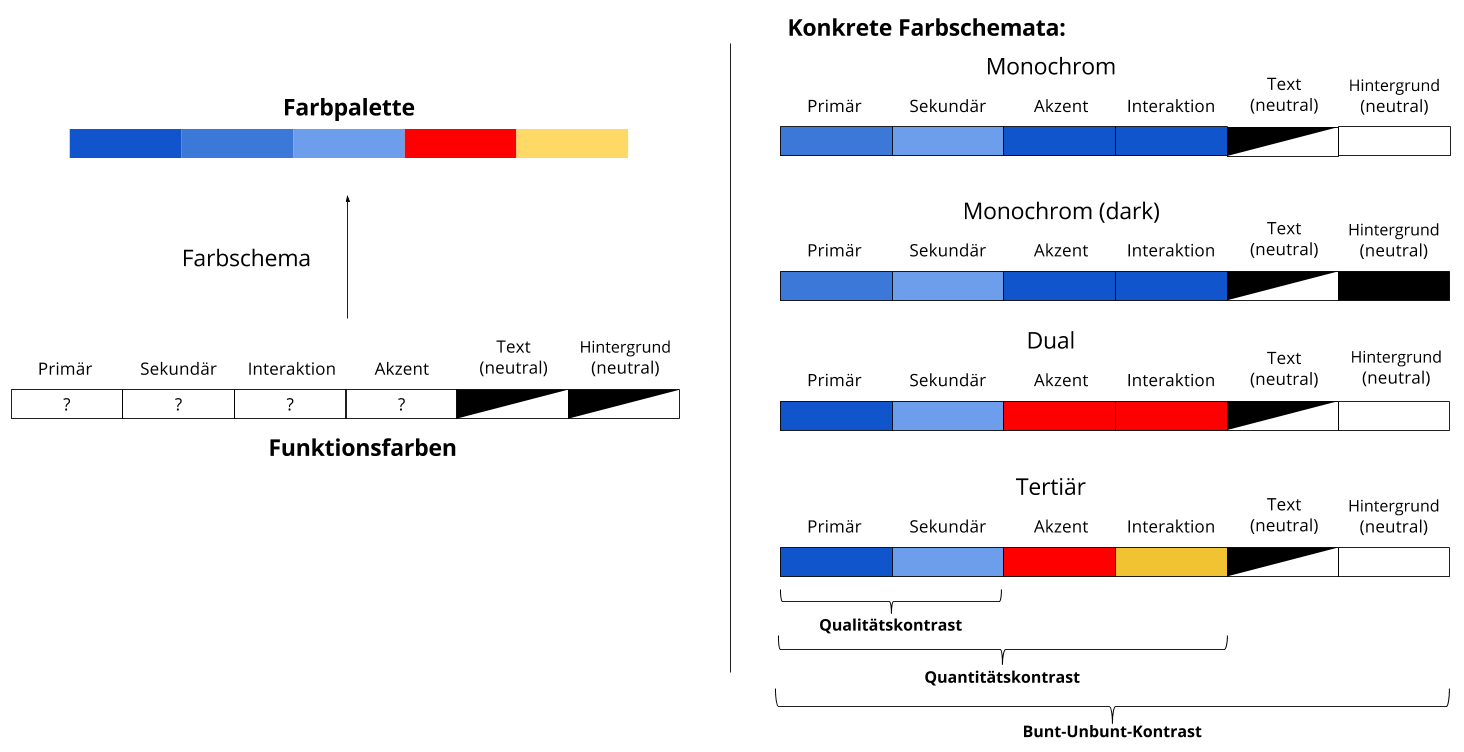 Farbpalette
Farbschema
Primär Sekundär Interaktion Akzent Text (neutral) Hintergrund (neutral)
? ? ? ?
Funktionsfarben
Konkrete Farbschemata:
Monochrom
Primär Sekundär Akzent Interaktion Text (neutral) Hintergrund (neutral)
Monochrom (dark)
Primär Sekundär Akzent Interaktion Text (neutral) Hintergrund (neutral)
Dual
Primär Sekundär Akzent Interaktion Text (neutral) Hintergrund (neutral)
Tertiär
Primär Sekundär Akzent Interaktion Text (neutral) Hintergrund (neutral)
Qualitätskontrast
Quantitätskontrast
Bunt-Unbunt-Kontrast